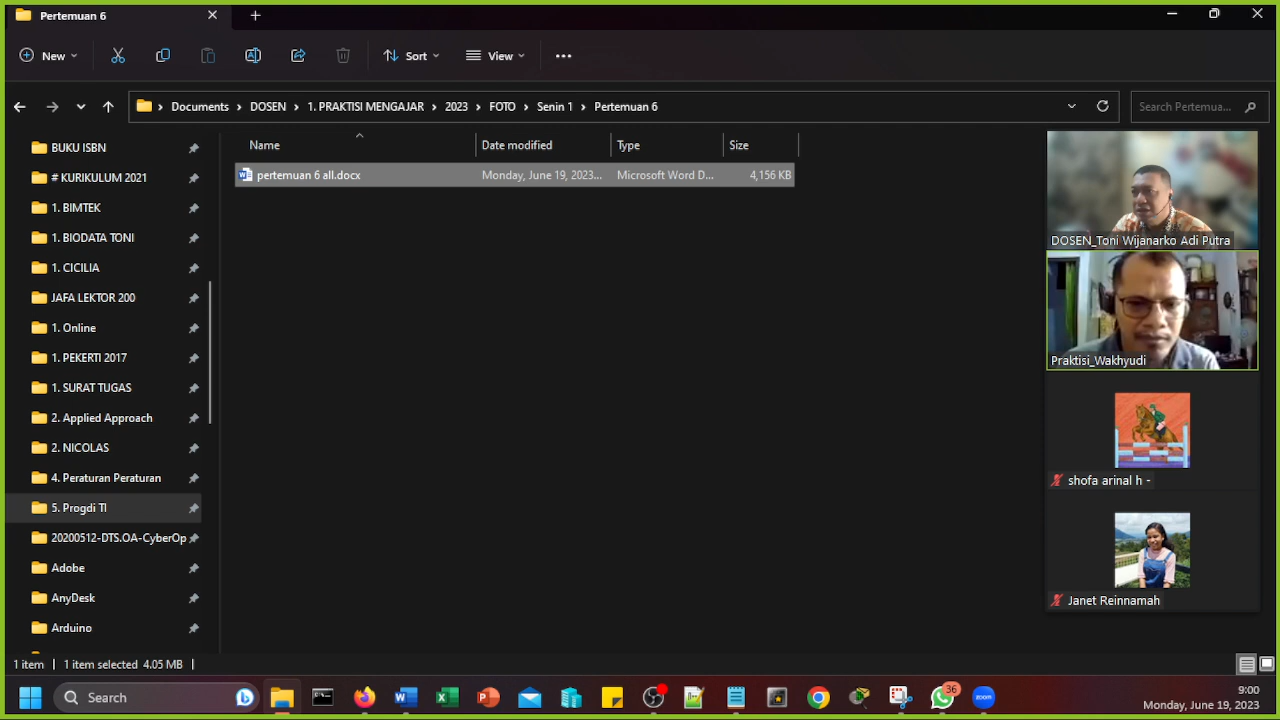 Pertemuan 6
New
Sort
View
Documents > DOSEN > 1. PRAKTISI MENGAJAR > 2023 > FOTO > Senin 1 > Pertemuan 6
Search Pertemua...
Name Date modified Type Size
pertemuan 6 all.docx Monday, June 19, 2023... Microsoft Word D... 4,156 KB
BUKU ISBN
# KURIKULUM 2021
1. BIMTEK
1. BIODATA TONI
1. CICILIA
JAFA LEKTOR 200
1. Online
1. PEKERTI 2017
1. SURAT TUGAS
2. Applied Approach
2. NICOLAS
4. Peraturan Peraturan
5. Progdi TI
20200512-DTS.OA-CyberOp
Adobe
AnyDesk
Arduino
DOSEN_Toni Wijanarko Adi Putra
Praktisi_Wakhyudi
shofa arinal h -
Janet Reinnamah
1 item 1 item selected 4.05 MB
Search
36
zoom
9:00
Monday, June 19, 2023